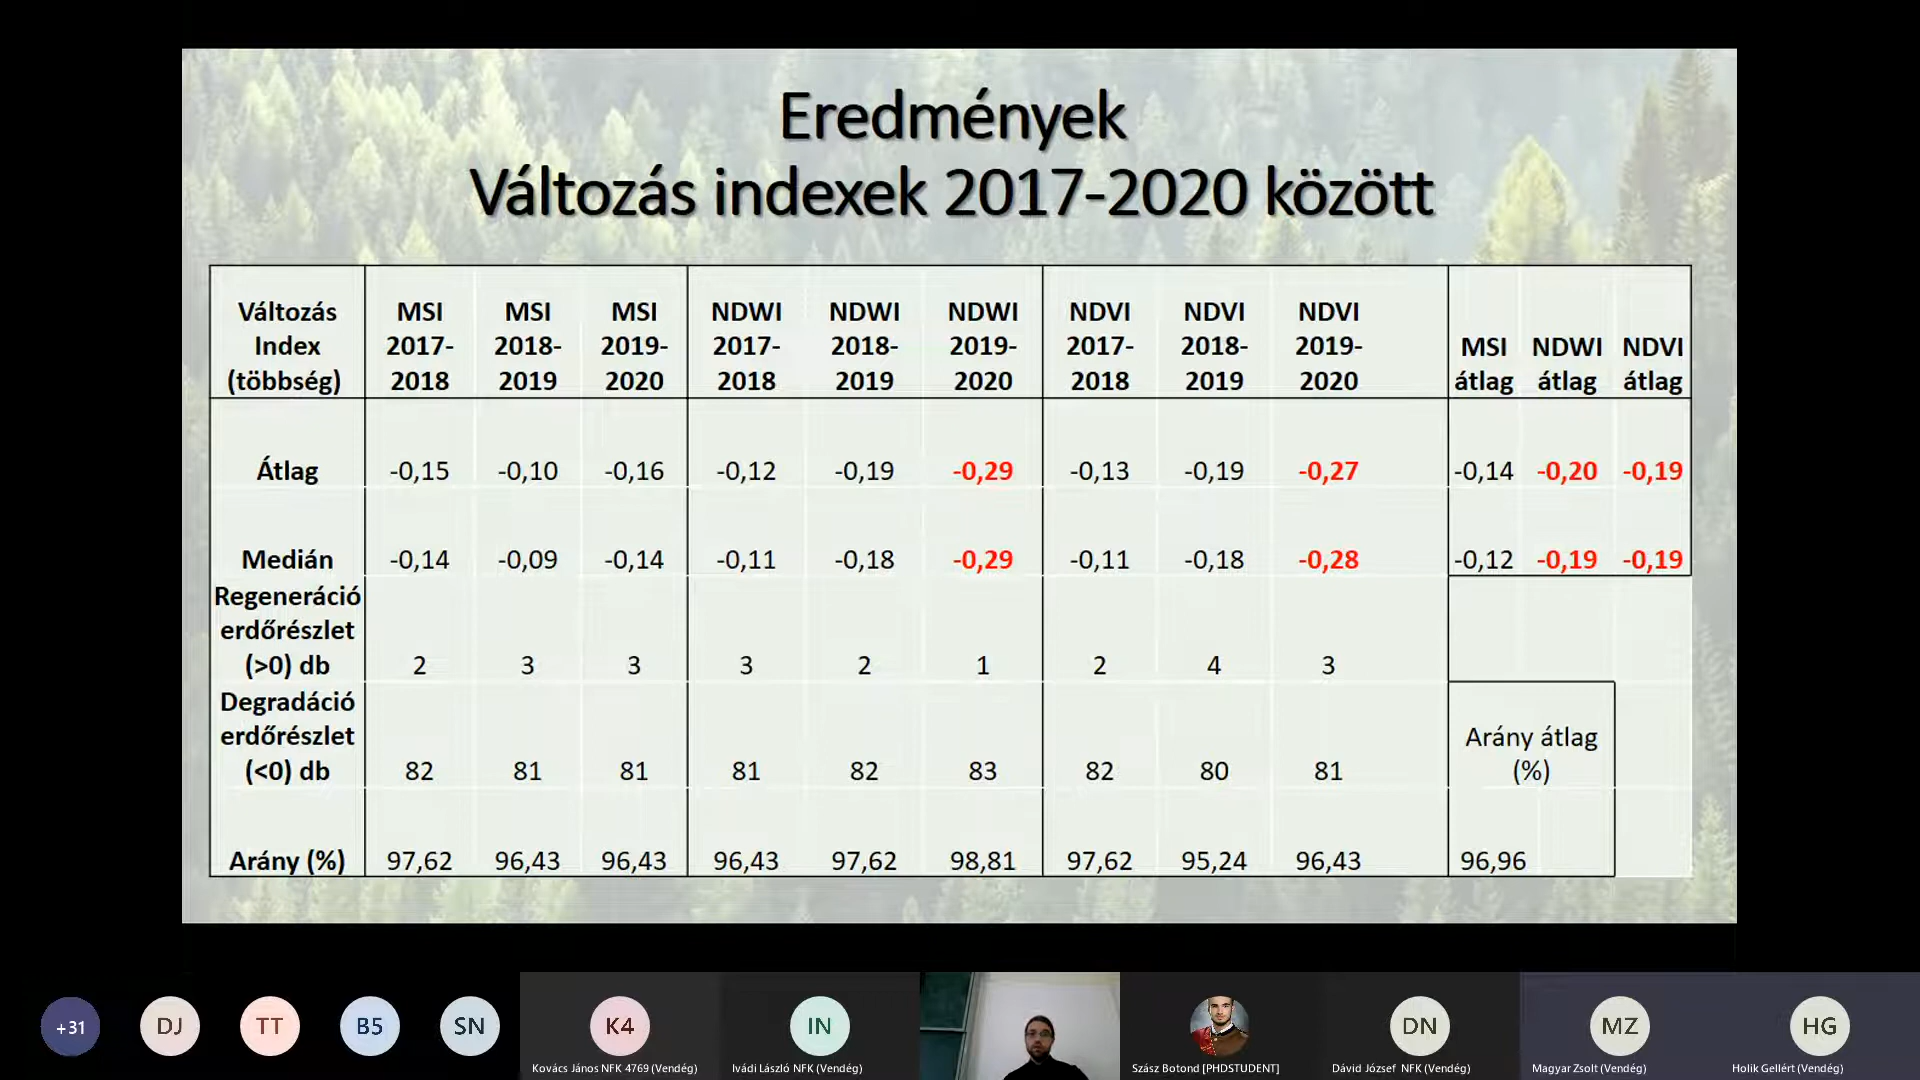 Eredmények
Változás indexek 2017-2020 között
Változás Index (többség) MSI 2017-2018 MSI 2018-2019 MSI 2019-2020 NDWI 2017-2018 NDWI 2018-2019 NDWI 2019-2020 NDVI 2017-2018 NDVI 2018-2019 NDVI 2019-2020 MSI átlag NDWI átlag NDVI átlag
Átlag -0,15 -0,10 -0,16 -0,12 -0,19 -0,29 -0,13 -0,19 -0,27 -0,14 -0,20 -0,19
Medián -0,14 -0,09 -0,14 -0,11 -0,18 -0,29 -0,11 -0,18 -0,28 -0,12 -0,19 -0,19
Regeneráció erdőrészlet (>0) db 2 3 3 3 2 1 2 4 3
Degradáció erdőrészlet (<0) db 82 81 81 81 82 83 82 80 81 Arány átlag (%)
Arány (%) 97,62 96,43 96,43 96,43 97,62 98,81 97,62 95,24 96,43 96,96
+31 DJ TT B5 SN K4 IN DN MZ HG
Kovács János NFK 4769 (Vendég) Ivádi László NFK (Vendég) Szász Botond [PHDSTUDENT] Dávid József NFK (Vendég) Magyar Zsolt (Vendég) Holik Gellért (Vendég)